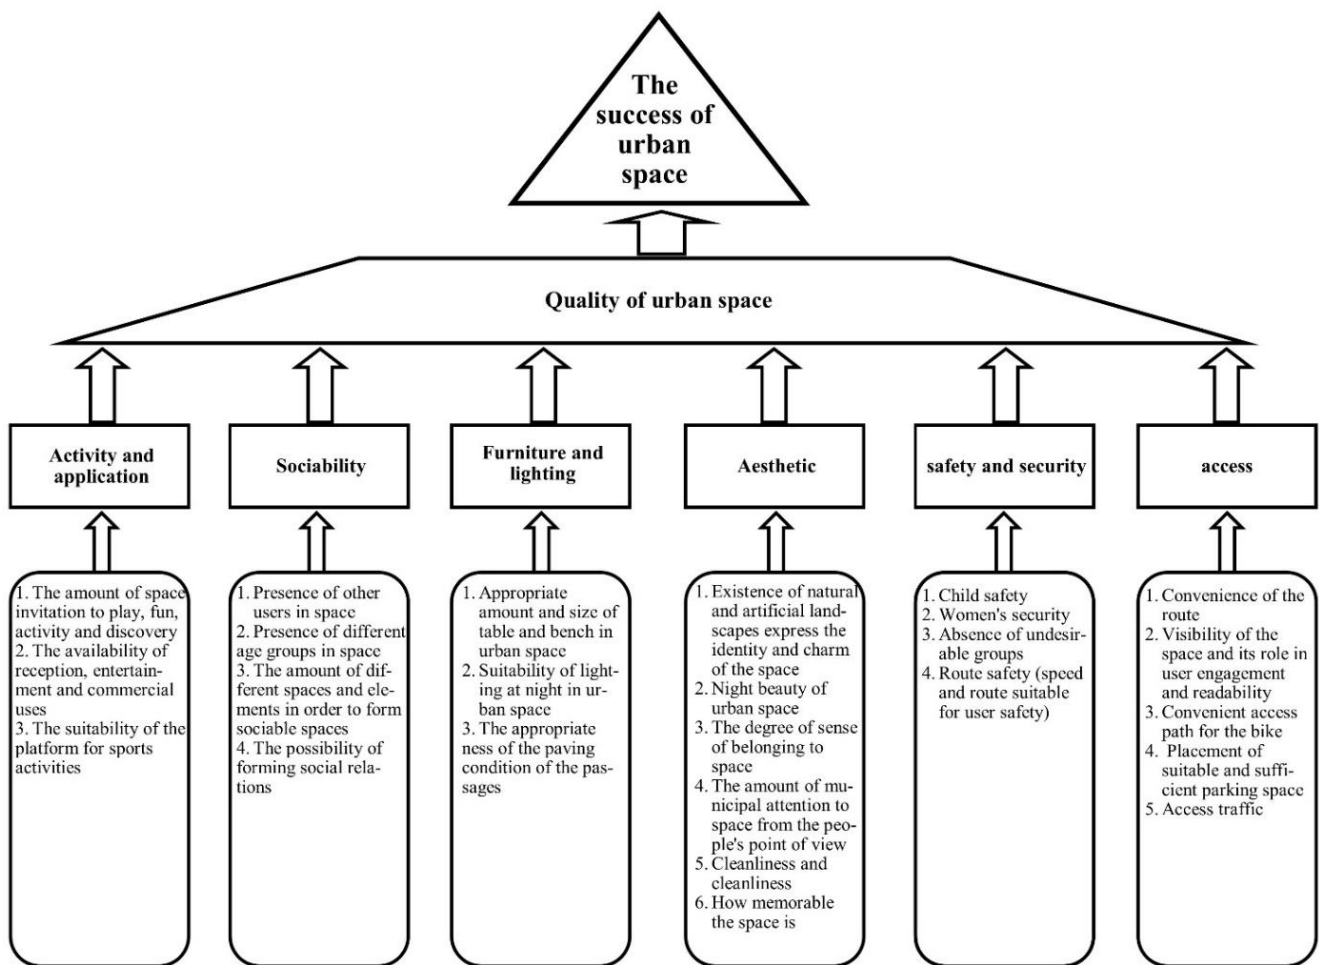 The
success of
urban
space
Quality of urban space
Activity and
application
Sociability
Furniture and
lighting
Aesthetic
safety and security
access
1. The amount of space
invitation to play, fun,
activity and discovery
2. The availability of
reception, entertain-
ment and commercial
uses
3. The suitability of the
platform for sports
activities
1. Presence of other
users in space
2. Presence of different
age groups in space
3. The amount of dif-
ferent spaces and ele-
ments in order to form
sociable spaces
4. The possibility of
forming social rela-
tions
1. Appropriate
amount and size of
table and bench in
urban space
2. Suitability of light-
ing at night in ur-
ban space
3. The appropriate
ness of the paving
condition of the pas-
sages
1. Existence of natural
and artificial land-
scapes express the
identity and charm
of the space
2. Night beauty of
urban space
3. The degree of sense
of belonging to
space
4. The amount of mu-
nicipal attention to
space from the peo-
ple's point of view
5. Cleanliness and
cleanliness
6. How memorable
the space is
1. Child safety
2. Women's security
3. Absence of undesir-
able groups
4. Route safety (speed
and route suitable
for user safety)
1. Convenience of the
route
2. Visibility of the
space and its role in
user engagement
and readability
3. Convenient access
path for the bike
4. Placement of
suitable and suffi-
cient parking space
5. Access traffic